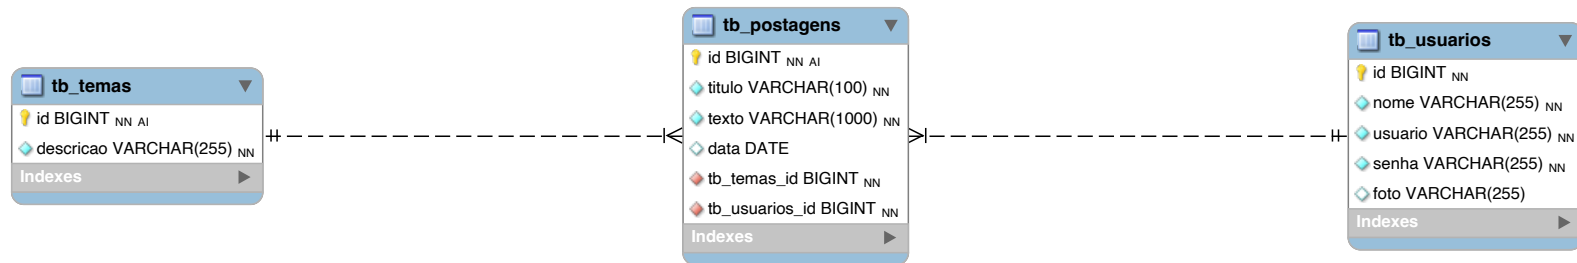 tb_temas
id BIGINT NN AI
descricao VARCHAR(255) NN
Indexes
tb_postagens
id BIGINT NN AI
titulo VARCHAR(100) NN
texto VARCHAR(1000) NN
data DATE
tb_temas_id BIGINT NN
tb_usuarios_id BIGINT NN
Indexes
tb_usuarios
id BIGINT NN
nome VARCHAR(255) NN
usuario VARCHAR(255) NN
senha VARCHAR(255) NN
foto VARCHAR(255)
Indexes